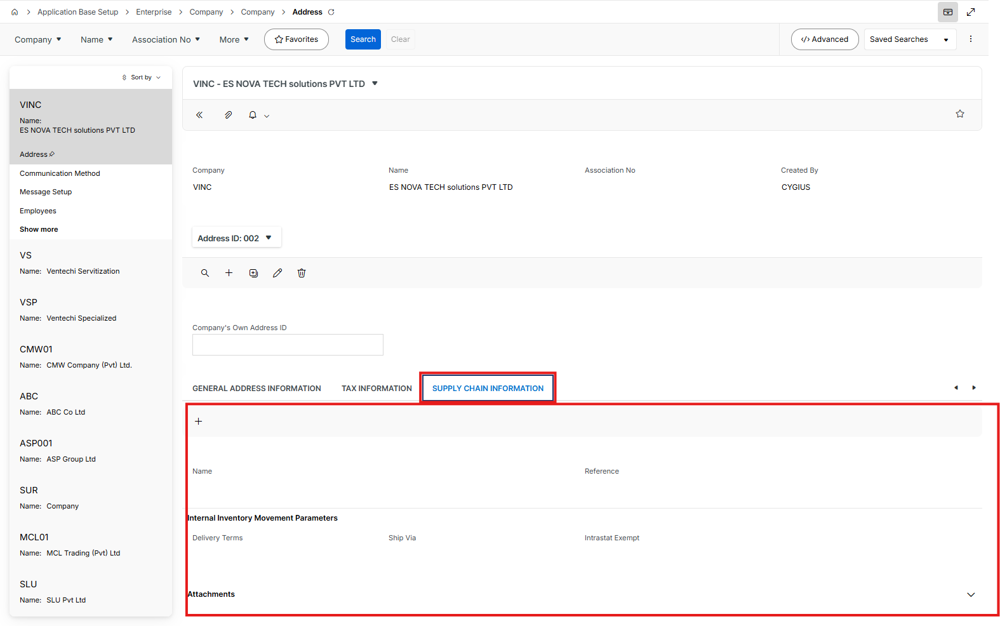 Application Base Setup > Enterprise > Company > Company > Address
Company Name Association No More Favorites Search Clear </> Advanced Saved Searches
Sort by
VINC
Name:
ES NOVA TECH solutions PVT LTD
Address
Communication Method
Message Setup
Employees
Show more
VS
Name: Ventechi Servitization
VSP
Name: Ventechi Specialized
CMW01
Name: CMW Company (Pvt) Ltd.
ABC
Name: ABC Co Ltd
ASP001
Name: ASP Group Ltd
SUR
Name: Company
MCL01
Name: MCL Trading (Pvt) Ltd
SLU
Name: SLU Pvt Ltd
VINC - ES NOVA TECH solutions PVT LTD
Company Name Association No Created By
VINC ES NOVA TECH solutions PVT LTD CYGIUS
Address ID: 002
Company's Own Address ID
GENERAL ADDRESS INFORMATION TAX INFORMATION SUPPLY CHAIN INFORMATION
Name Reference
Internal Inventory Movement Parameters
Delivery Terms Ship Via Intrastat Exempt
Attachments